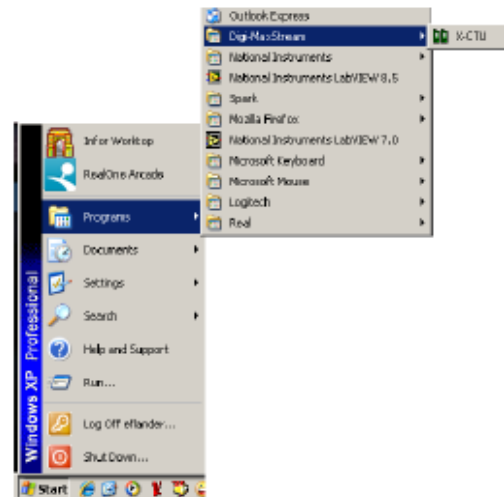 Outlook Express
Digi-MaxStream
X-CTU
National Instruments
National Instruments LabVIEW 8.5
Spark
Mozilla Firefox
National Instruments LabVIEW 7.0
Microsoft Keyboard
Microsoft Mouse
Logitech
Real
Infor Worktop
RealOne Arcade
Programs
Documents
Settings
Search
Help and Support
Run...
Log Off eflander...
Shut Down...
Windows XP Professional
Start